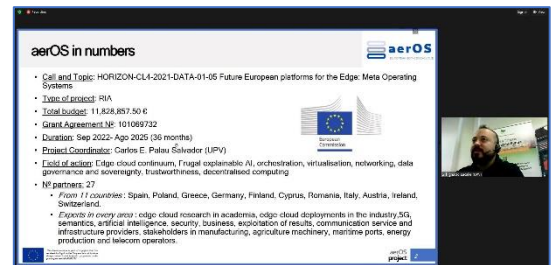 aerOS in numbers
aerOS
• Call and Topic: HORIZON-CL4-2021-DATA-01-05 Future European platforms for the Edge: Meta Operating
Systems
• Type of project: RIA
• Total budget: 11,828,857.50 €
• Grant Agreement Nº: 101069732
• Duration: Sep 2022- Ago 2025 (36 months)
• Project Coordinator: Carlos E. Palau Salvador (UPV)
• Field of action: Edge-cloud continuum, Frugal explainable AI, orchestration, virtualisation, networking, data
governance and sovereignty, trustworthiness, decentralised computing
• Nº partners: 27
• From 11 countries: Spain, Poland, Greece, Germany, Finland, Cyprus, Romania, Italy, Austria, Ireland,
Switzerland.
• Experts in every area: edge cloud research in academia, edge cloud deployments in the industry,5G,
semantics, artificial intelligence, security, business, exploitation of results, communication service and
infrastructure providers, stakeholders in manufacturing, agriculture machinery, maritime ports, energy
production and telecom operators.
European
Commission
aerOS
project
2